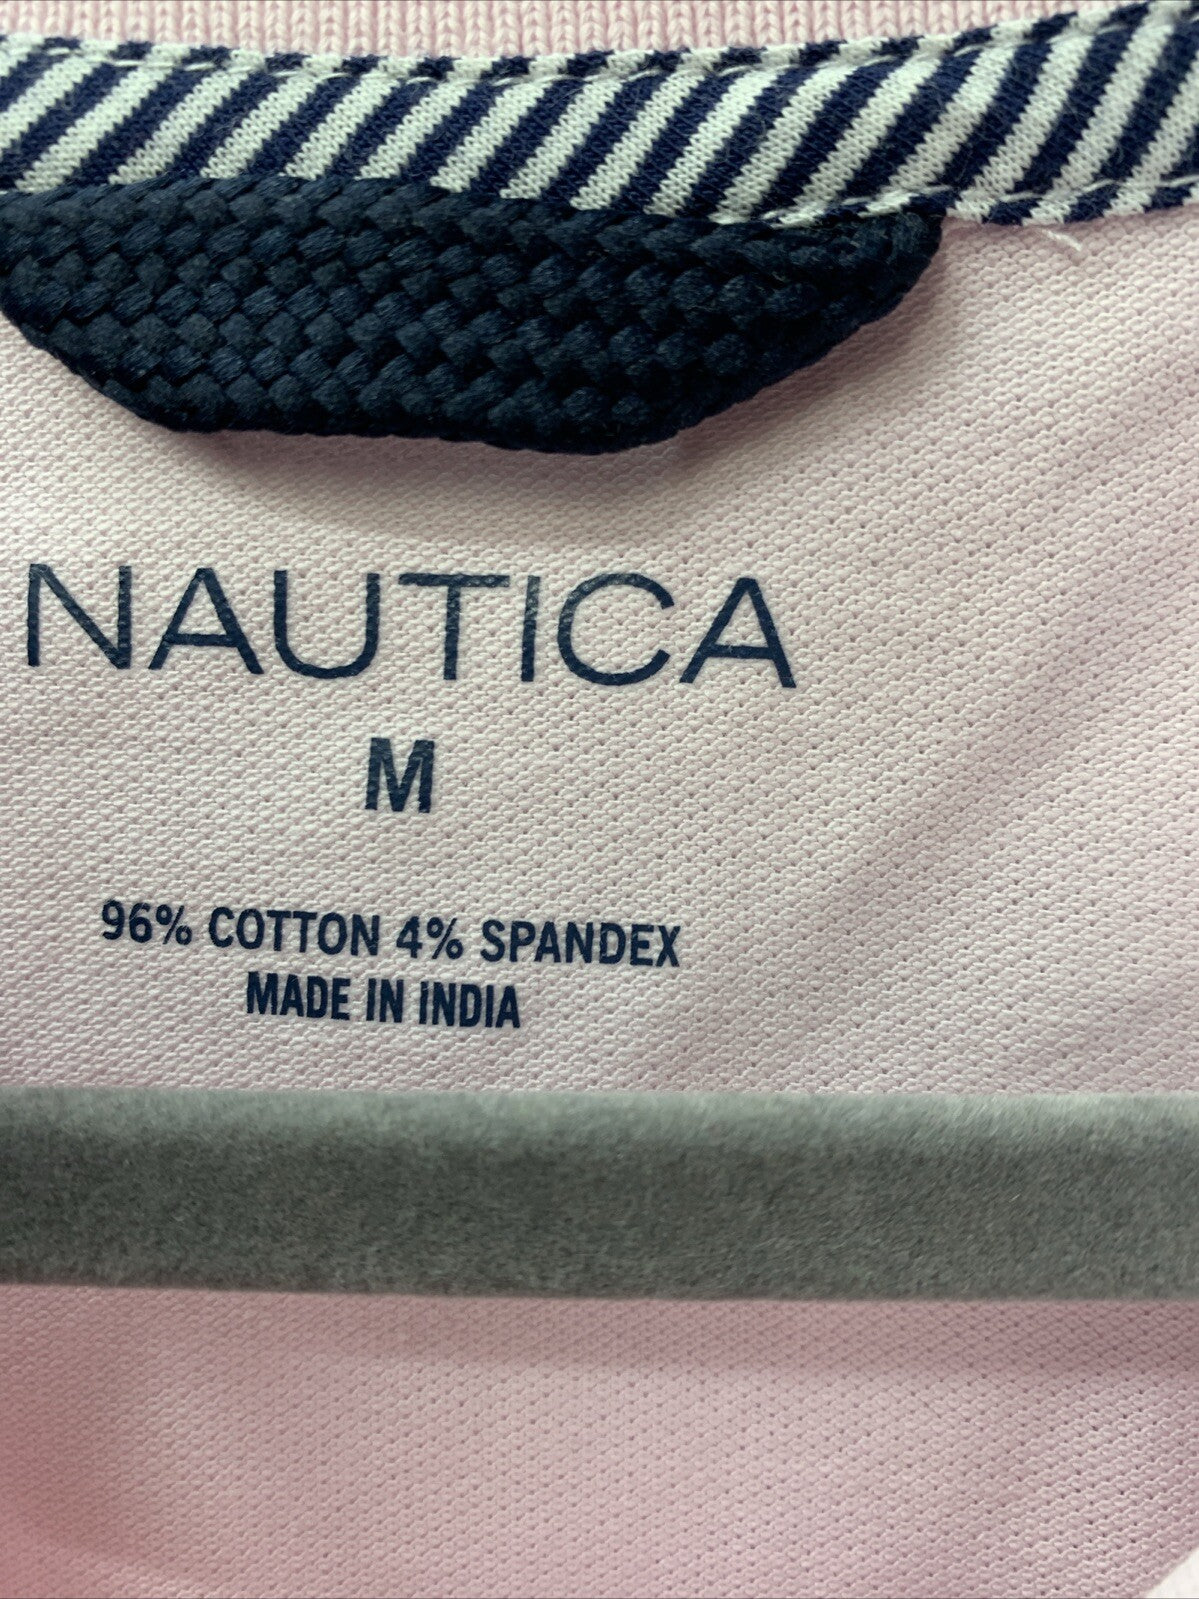 NAUTICA
M
96% COTTON 4% SPANDEX
MADE IN INDIA